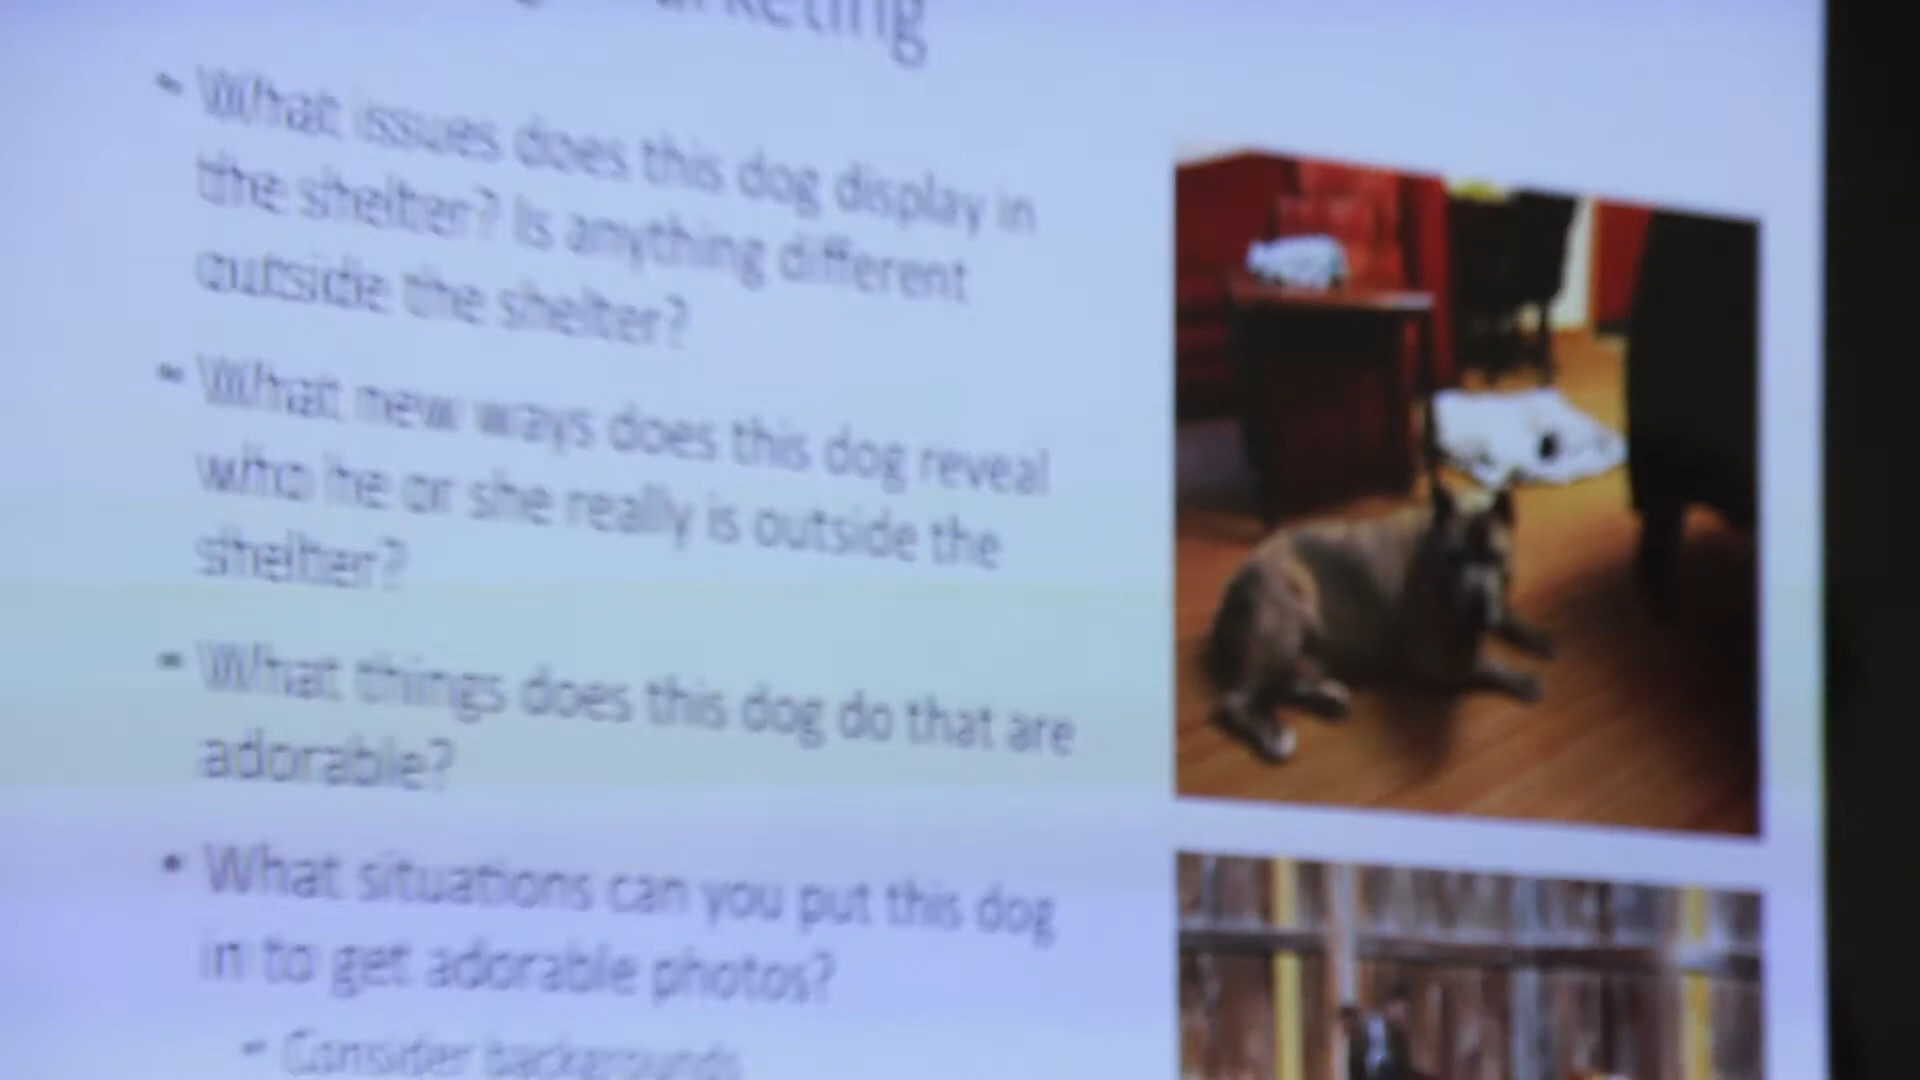 • What issues does this dog display in
the shelter? Is anything different
outside the shelter?
• What new ways does this dog reveal
who he or she really is outside the
shelter?
• What things does this dog do that are
adorable?
• What situations can you put this dog
in to get adorable photos?
• Consider backgrounds